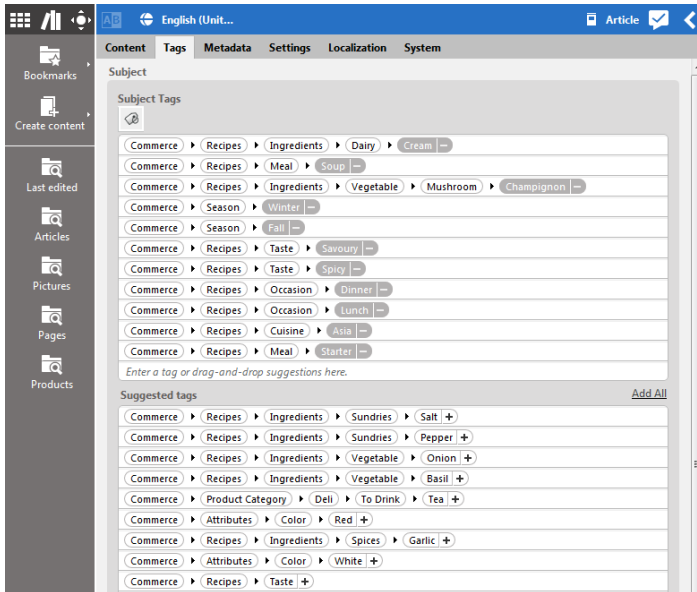 AB English (Unit... Article
Content Tags Metadata Settings Localization System
Bookmarks
Create content
Last edited
Articles
Pictures
Pages
Products
Subject
Subject Tags
Commerce Recipes Ingredients Dairy Cream −
Commerce Recipes Meal Soup −
Commerce Recipes Ingredients Vegetable Mushroom Champignon −
Commerce Season Winter −
Commerce Season Fall −
Commerce Recipes Taste Savoury −
Commerce Recipes Taste Spicy −
Commerce Recipes Occasion Dinner −
Commerce Recipes Occasion Lunch −
Commerce Recipes Cuisine Asia −
Commerce Recipes Meal Starter −
Enter a tag or drag-and-drop suggestions here.
Suggested tags Add All
Commerce Recipes Ingredients Sundries Salt +
Commerce Recipes Ingredients Sundries Pepper +
Commerce Recipes Ingredients Vegetable Onion +
Commerce Recipes Ingredients Vegetable Basil +
Commerce Product Category Deli To Drink Tea +
Commerce Attributes Color Red +
Commerce Recipes Ingredients Spices Garlic +
Commerce Attributes Color White +
Commerce Recipes Taste +